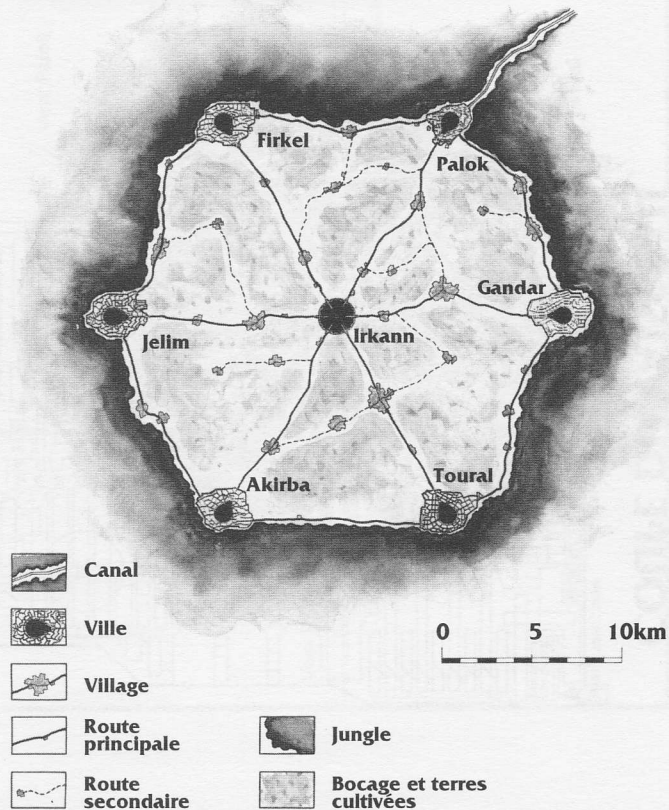 Firkel
Palok
Gandar
Jelim
Irkann
Akirba
Toural
Canal
Ville
0 5 10km
Village
Route
principale
Jungle
Route
secondaire
Bocage et terres
cultivées